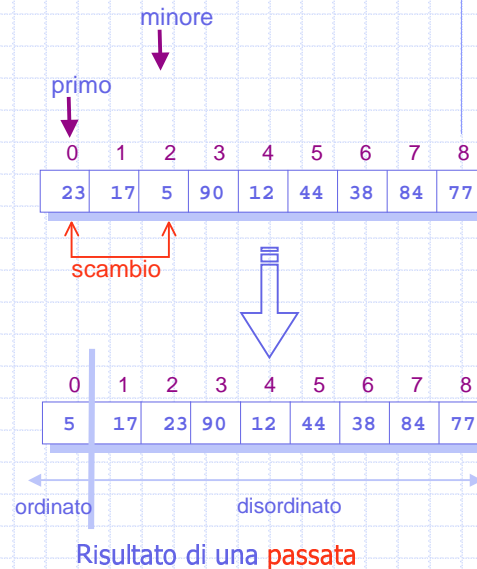 minore
primo
0 1 2 3 4 5 6 7 8
23 17 5 90 12 44 38 84 77
scambio
0 1 2 3 4 5 6 7 8
5 17 23 90 12 44 38 84 77
ordinato disordinato
Risultato di una passata